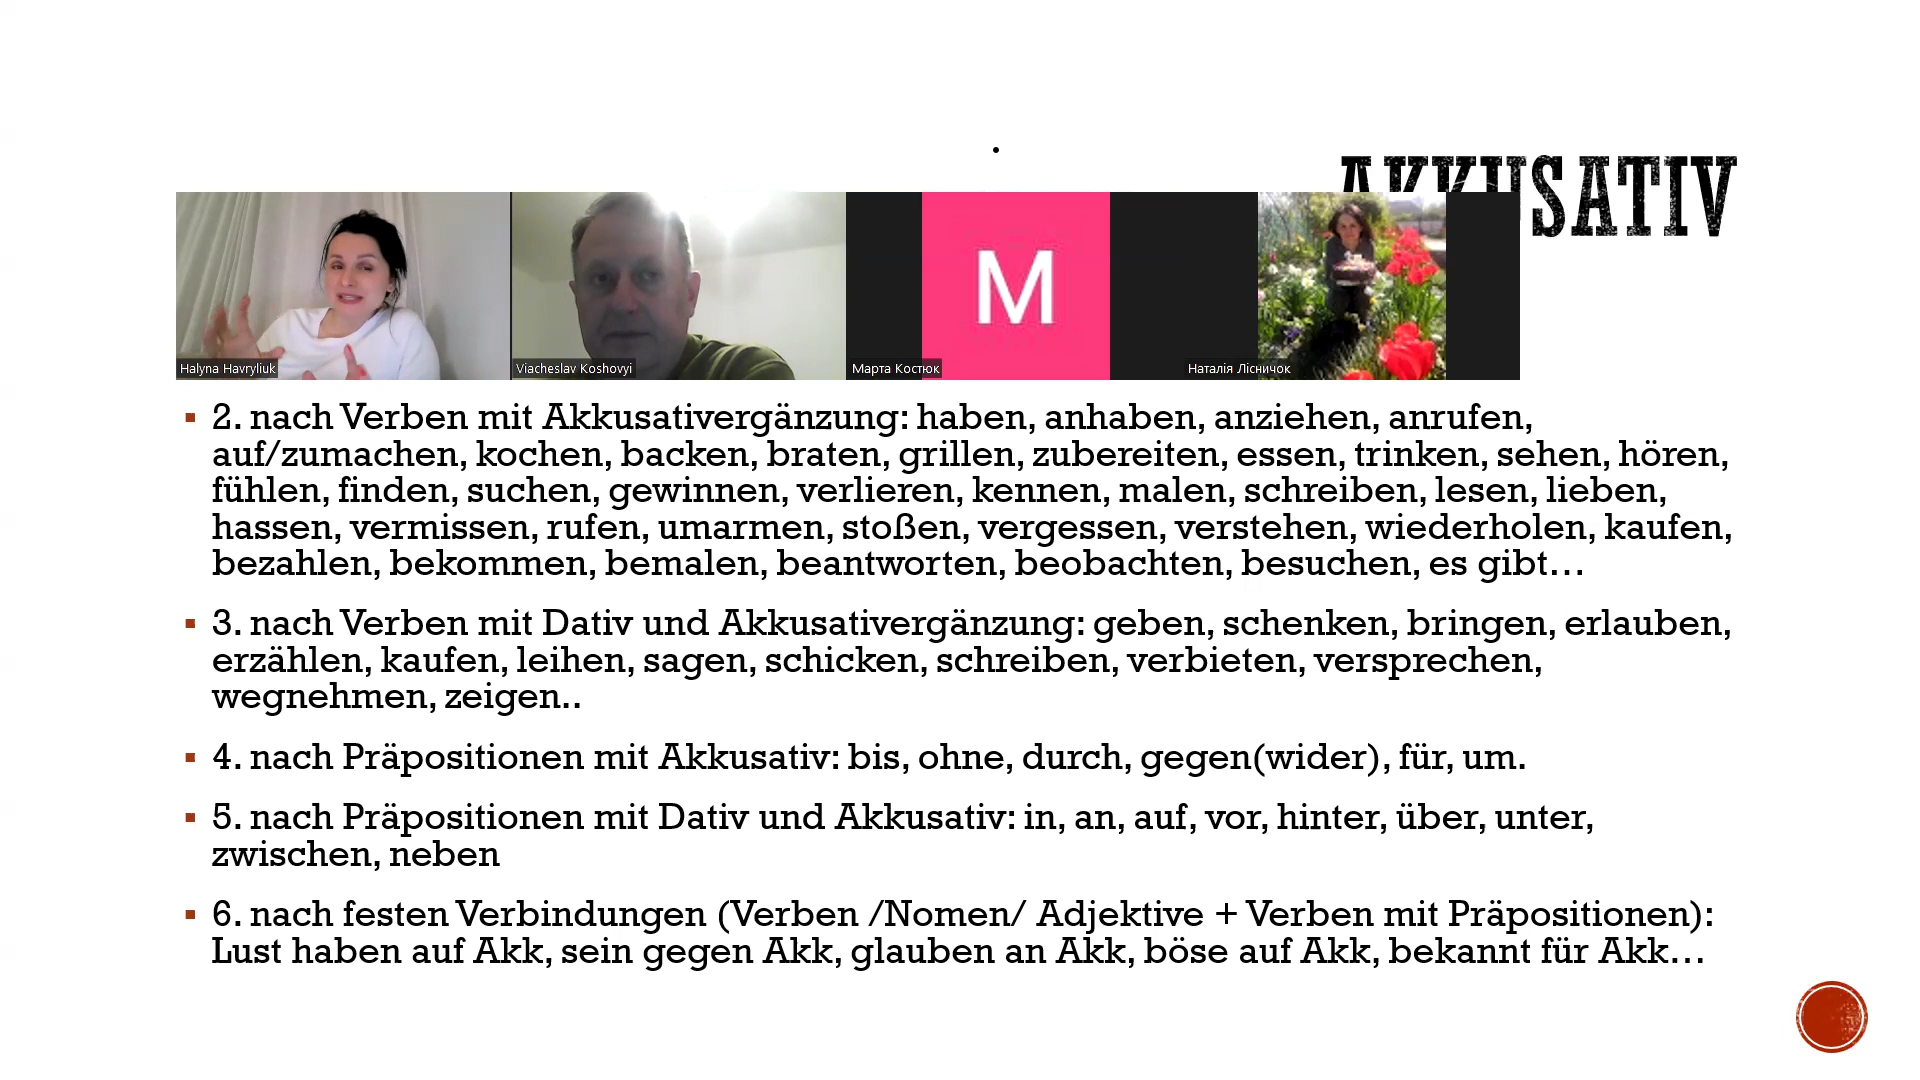 AKKUSATIV
M
Halyna Havryliuk
Viacheslav Koshovyi
Марта Костюк
Наталія Лісничок
2. nach Verben mit Akkusativergänzung: haben, anhaben, anziehen, anrufen,
auf/zumachen, kochen, backen, braten, grillen, zubereiten, essen, trinken, sehen, hören,
fühlen, finden, suchen, gewinnen, verlieren, kennen, malen, schreiben, lesen, lieben,
hassen, vermissen, rufen, umarmen, stoßen, vergessen, verstehen, wiederholen, kaufen,
bezahlen, bekommen, bemalen, beantworten, beobachten, besuchen, es gibt…
3. nach Verben mit Dativ und Akkusativergänzung: geben, schenken, bringen, erlauben,
erzählen, kaufen, leihen, sagen, schicken, schreiben, verbieten, versprechen,
wegnehmen, zeigen..
4. nach Präpositionen mit Akkusativ: bis, ohne, durch, gegen(wider), für, um.
5. nach Präpositionen mit Dativ und Akkusativ: in, an, auf, vor, hinter, über, unter,
zwischen, neben
6. nach festen Verbindungen (Verben /Nomen/ Adjektive + Verben mit Präpositionen):
Lust haben auf Akk, sein gegen Akk, glauben an Akk, böse auf Akk, bekannt für Akk…